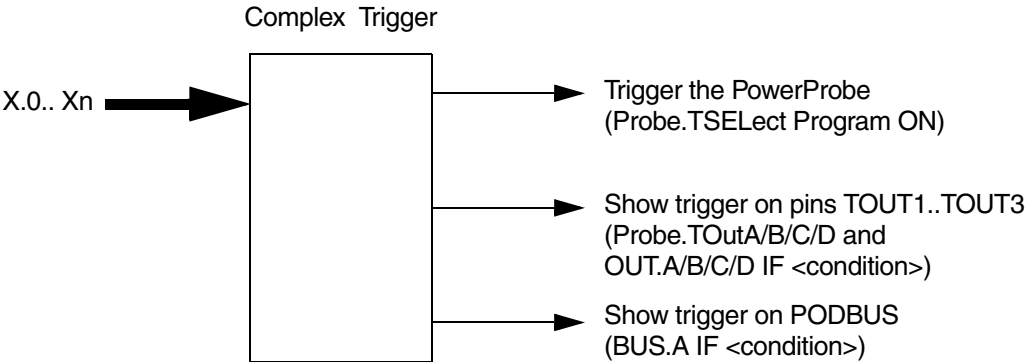 Complex Trigger
X.0.. Xn
Trigger the PowerProbe
(Probe.TSELect Program ON)
Show trigger on pins TOUT1..TOUT3
(Probe.TOutA/B/C/D and
OUT.A/B/C/D IF <condition>)
Show trigger on PODBUS
(BUS.A IF <condition>)